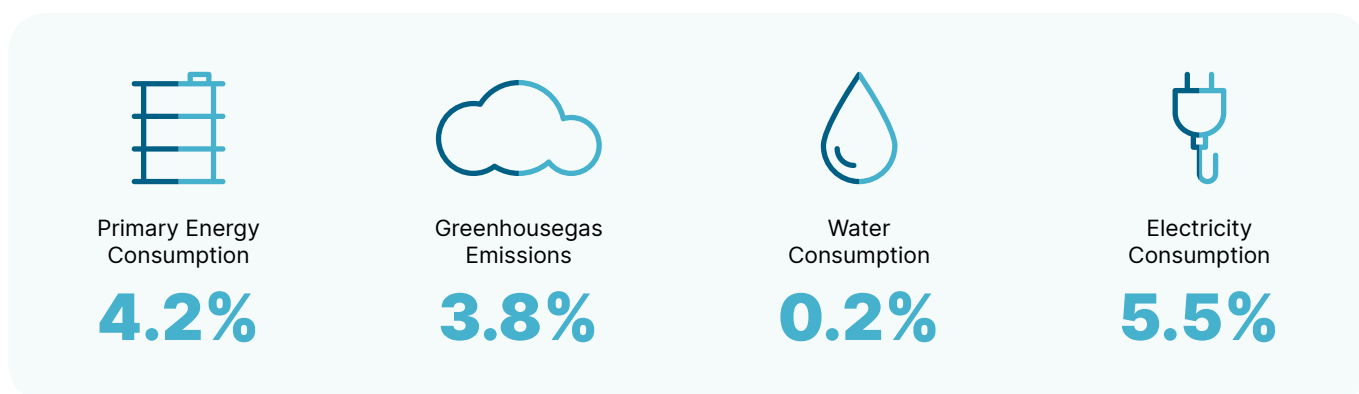 Primary Energy
Consumption
4.2%
Greenhousegas
Emissions
3.8%
Water
Consumption
0.2%
Electricity
Consumption
5.5%